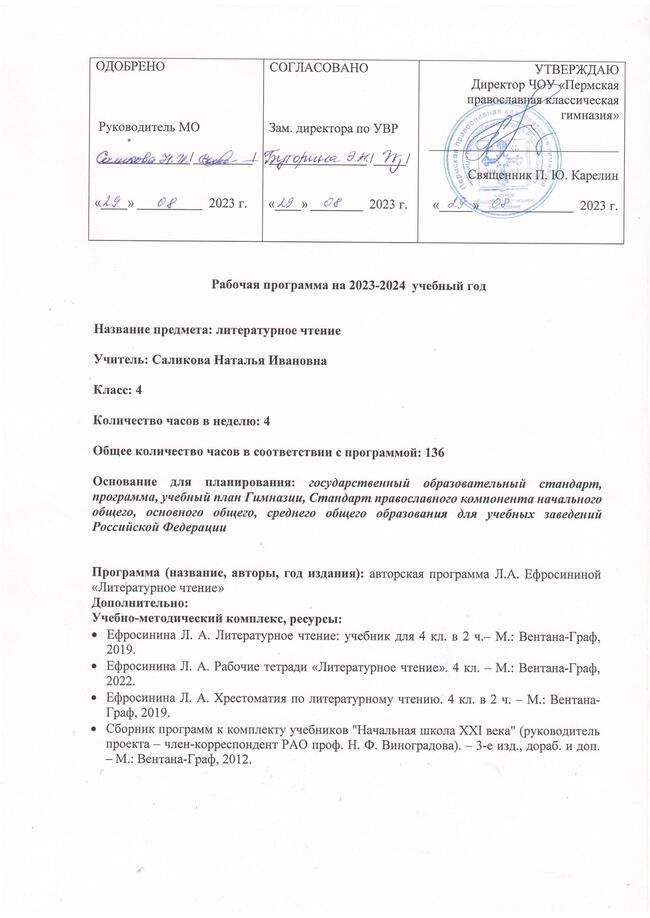 ОДОБРЕНО
Руководитель МО
Саликова Н.И.
«29» 08 2023 г.
СОГЛАСОВАНО
Зам. директора по УВР
Буторина Э.Н.
«29» 08 2023 г.
УТВЕРЖДАЮ
Директор ЧОУ «Пермская
православная классическая
гимназия»
Священник П. Ю. Карелин
«29» 08 2023 г.
Рабочая программа на 2023-2024 учебный год
Название предмета: литературное чтение
Учитель: Саликова Наталья Ивановна
Класс: 4
Количество часов в неделю: 4
Общее количество часов в соответствии с программой: 136
Основание для планирования: государственный образовательный стандарт,
программа, учебный план Гимназии, Стандарт православного компонента начального
общего, основного общего, среднего общего образования для учебных заведений
Российской Федерации
Программа (название, авторы, год издания): авторская программа Л.А. Ефросининой
«Литературное чтение»
Дополнительно:
Учебно-методический комплекс, ресурсы:
• Ефросинина Л. А. Литературное чтение: учебник для 4 кл. в 2 ч.– М.: Вентана-Граф,
2019.
• Ефросинина Л. А. Рабочие тетради «Литературное чтение». 4 кл. – М.: Вентана-Граф,
2022.
• Ефросинина Л. А. Хрестоматия по литературному чтению. 4 кл. в 2 ч. – М.: Вентана-
Граф, 2019.
• Сборник программ к комплекту учебников "Начальная школа XXI века" (руководитель
проекта – член-корреспондент РАО проф. Н. Ф. Виноградова). – 3-е изд., дораб. и доп.
– М.: Вентана-Граф, 2012.